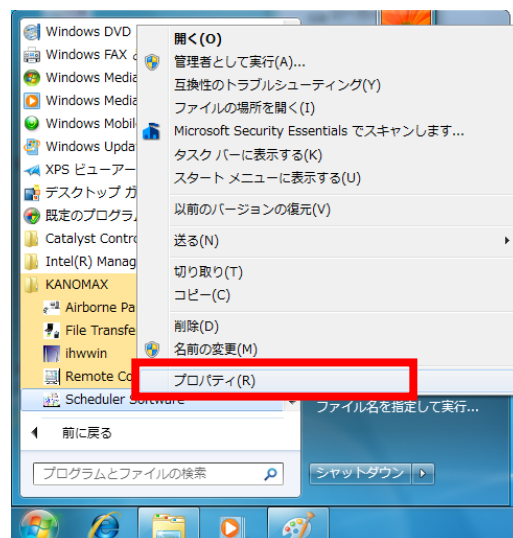 Windows DVD
Windows FAX
Windows Media
Windows Media
Windows Mobil
Windows Upda
XPS ビューアー
デスクトップ ガ
既定のプログラ
Catalyst Contro
Intel(R) Manag
KANOMAX
Airborne Pa
File Transfe
ihwwin
Remote Co
Scheduler Software
前に戻る
プログラムとファイルの検索
開く(O)
管理者として実行(A)...
互換性のトラブルシューティング(Y)
ファイルの場所を開く(I)
Microsoft Security Essentials でスキャンします...
タスク バーに表示する(K)
スタート メニューに表示する(U)
以前のバージョンの復元(V)
送る(N)
切り取り(T)
コピー(C)
削除(D)
名前の変更(M)
プロパティ(R)
ファイル名を指定して実行...
シャットダウン